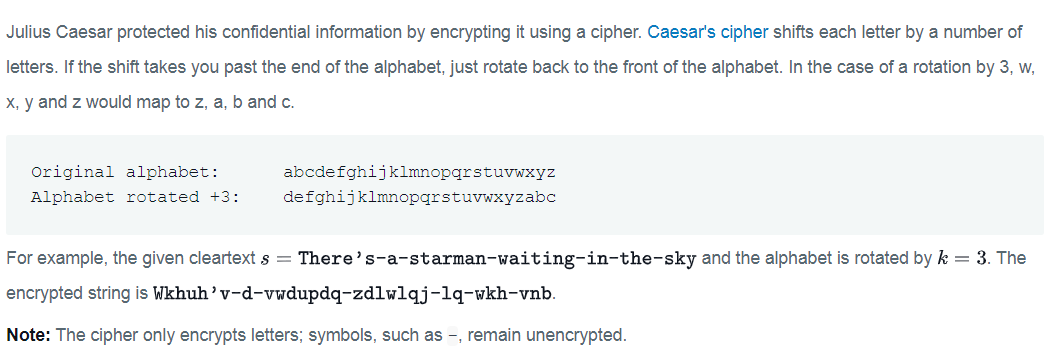 Julius Caesar protected his confidential information by encrypting it using a cipher. Caesar's cipher shifts each letter by a number of
letters. If the shift takes you past the end of the alphabet, just rotate back to the front of the alphabet. In the case of a rotation by 3, w,
x, y and z would map to z, a, b and c.
Original alphabet:      abcdefghijklmnopqrstuvwxyz
Alphabet rotated +3:    defghijklmnopqrstuvwxyzabc
For example, the given cleartext s = There’s-a-starman-waiting-in-the-sky and the alphabet is rotated by k = 3. The
encrypted string is Wkhuh’v-d-vwdupdq-zdlwlqj-lq-wkh-vnb.
Note: The cipher only encrypts letters; symbols, such as -, remain unencrypted.